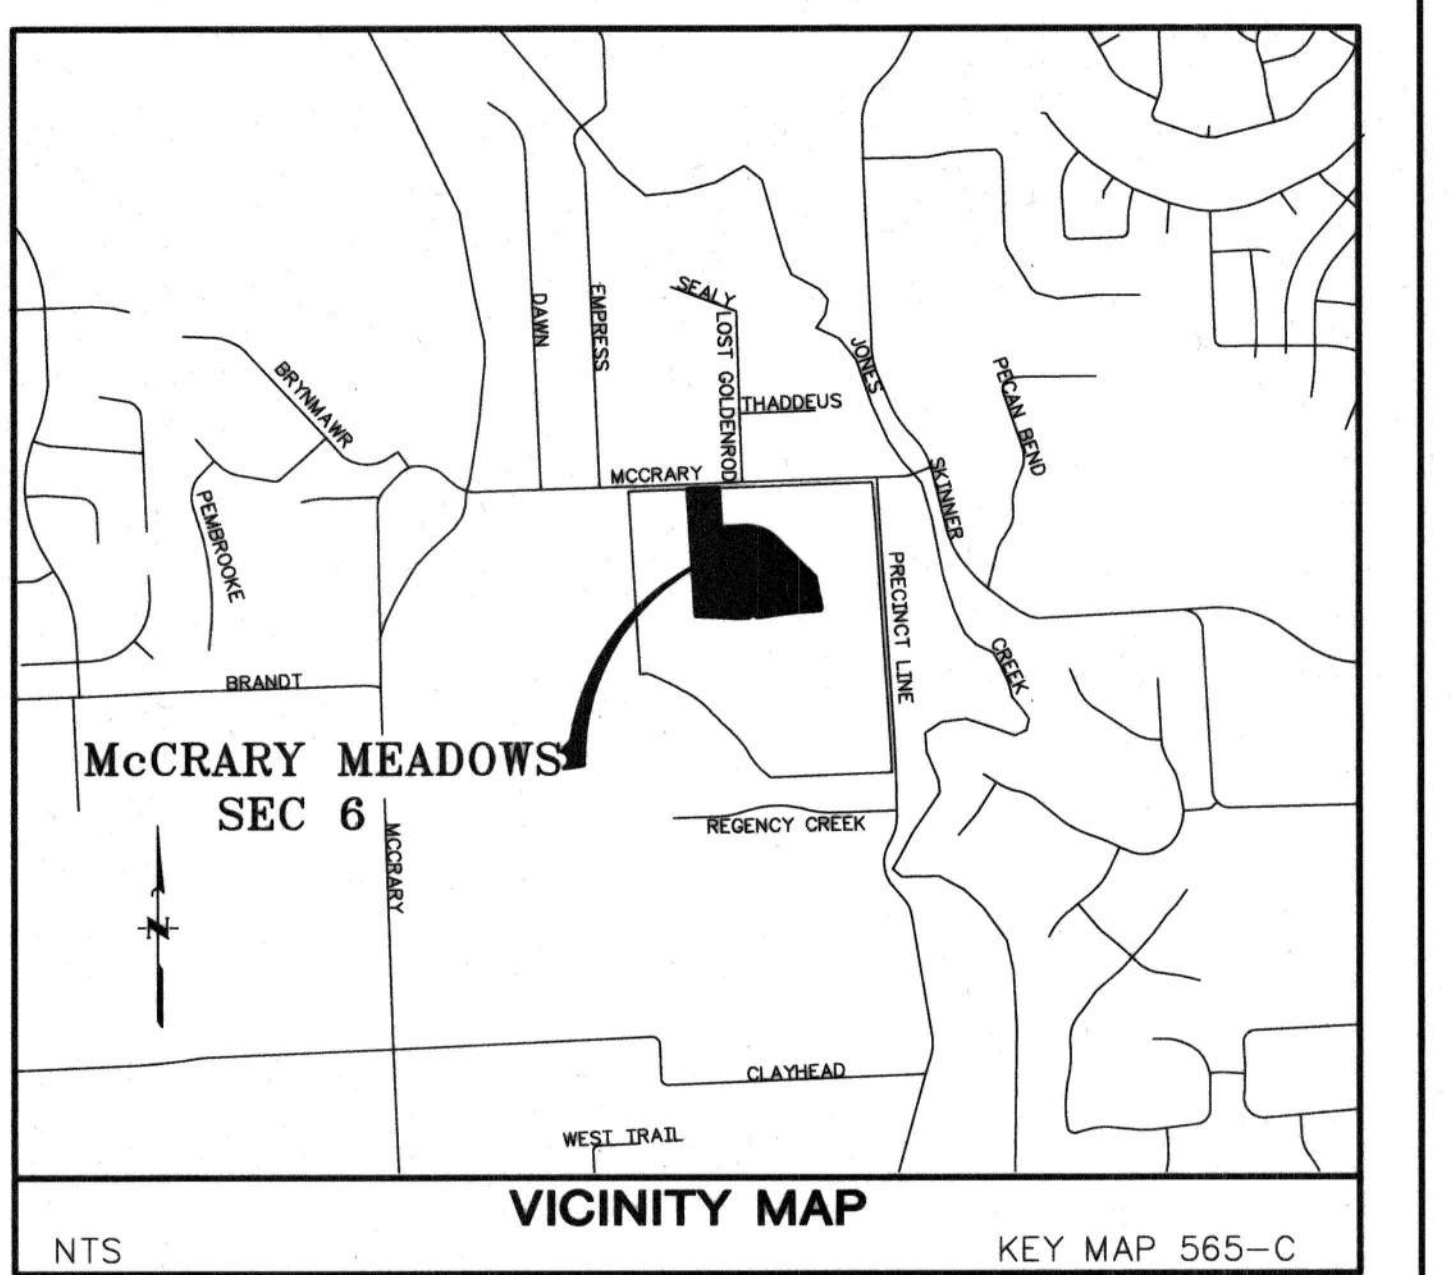 SEALY
DAWN
EMPRESS
LOST GOLDENROD
JONES
BRYNMAWR
THADDEUS
PECAN BEND
MCCRARY
SKINNER
PEMBROOKE
PRECINCT LINE
CREEK
BRANDT
McCRARY MEADOWS
SEC 6
REGENCY CREEK
MCCRARY
N
CLAYHEAD
WEST TRAIL
VICINITY MAP
NTS
KEY MAP 565-C